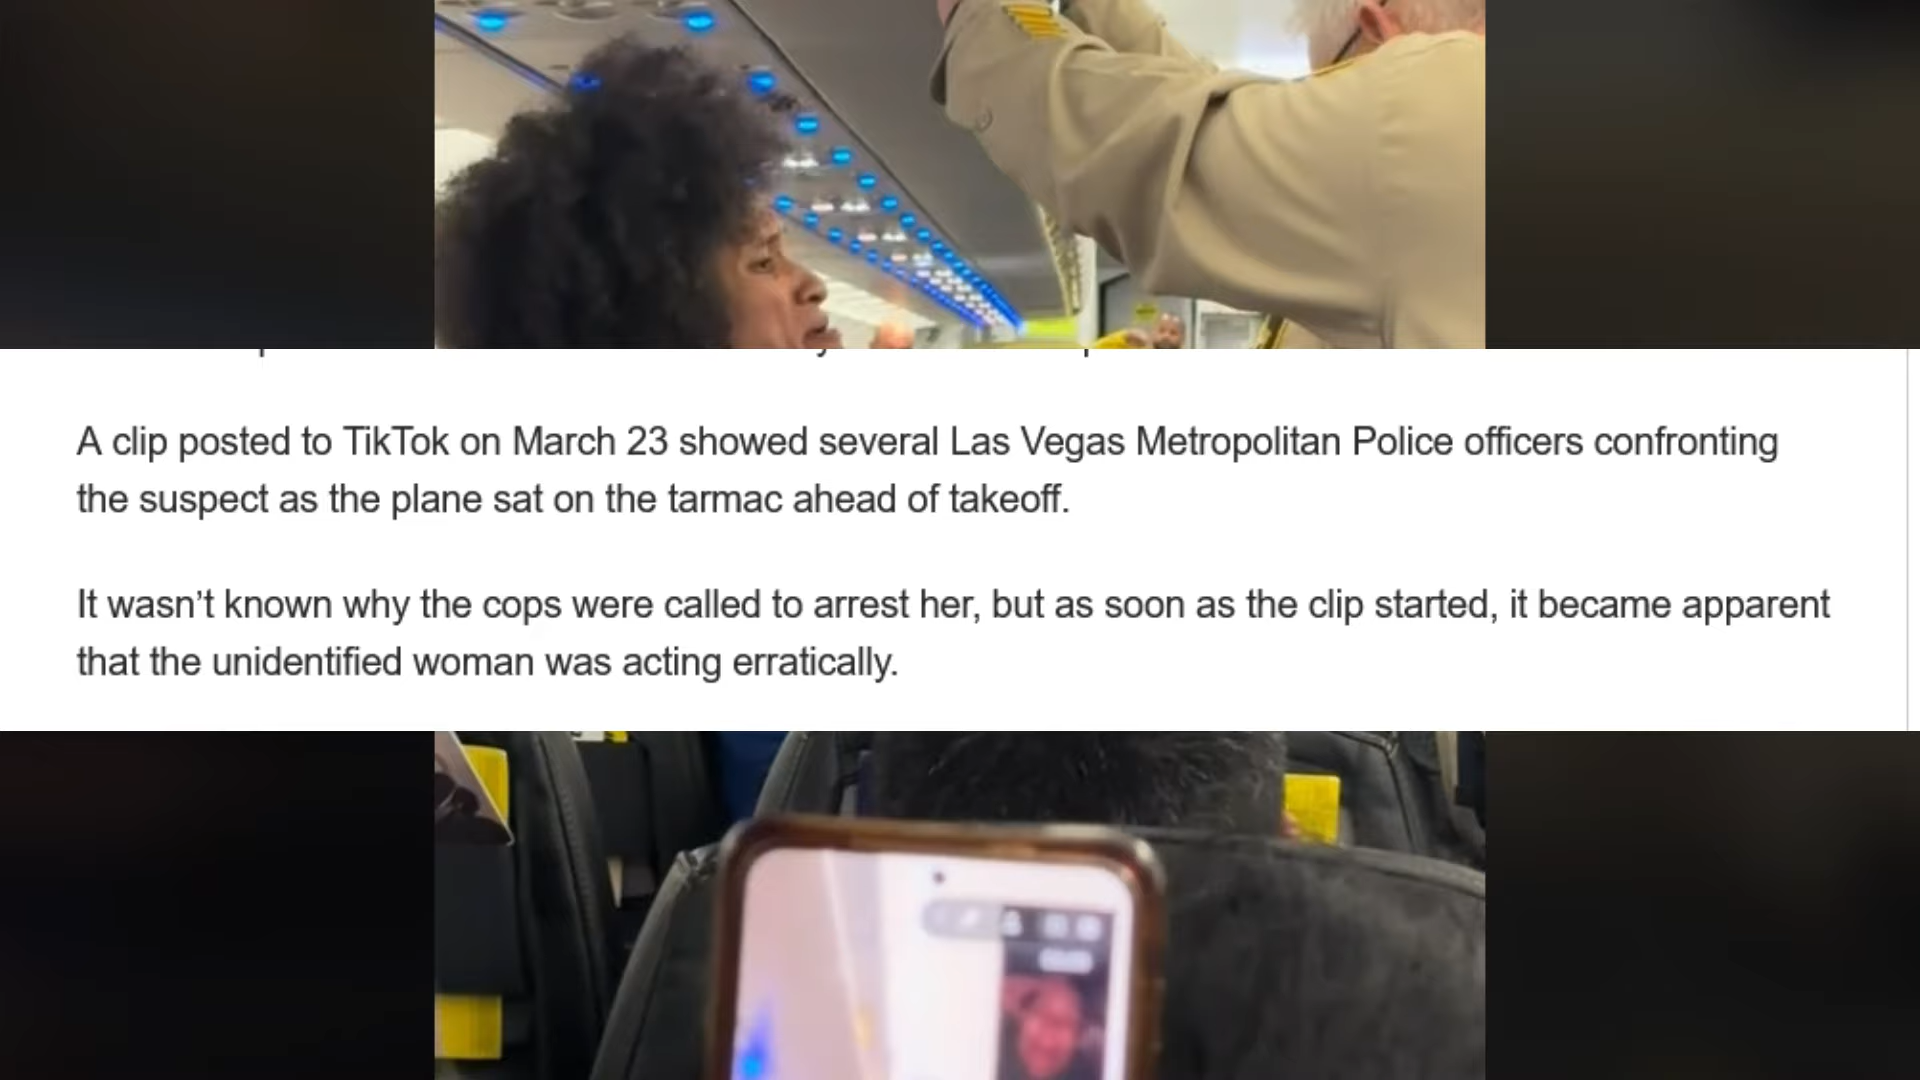 A clip posted to TikTok on March 23 showed several Las Vegas Metropolitan Police officers confronting
the suspect as the plane sat on the tarmac ahead of takeoff.
It wasn’t known why the cops were called to arrest her, but as soon as the clip started, it became apparent
that the unidentified woman was acting erratically.